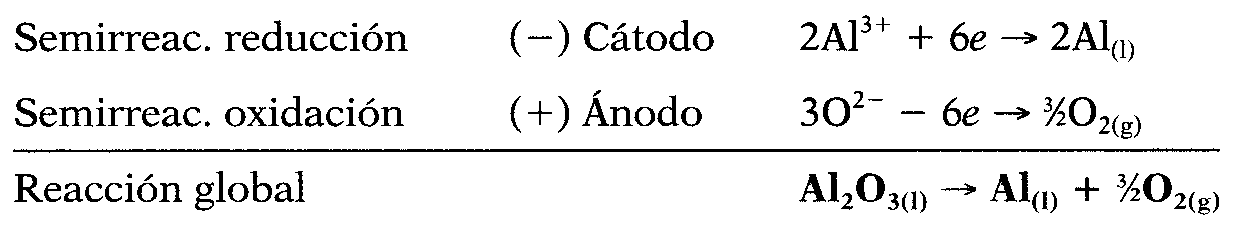 Semirreac. reducción (−) Cátodo 2Al³⁺ + 6e → 2Al₍ₗ₎
Semirreac. oxidación (+) Ánodo 3O²⁻ − 6e → ³⁄₂O₂₍g₎
Reacción global Al₂O₃₍ₗ₎ → Al₍ₗ₎ + ³⁄₂O₂₍g₎